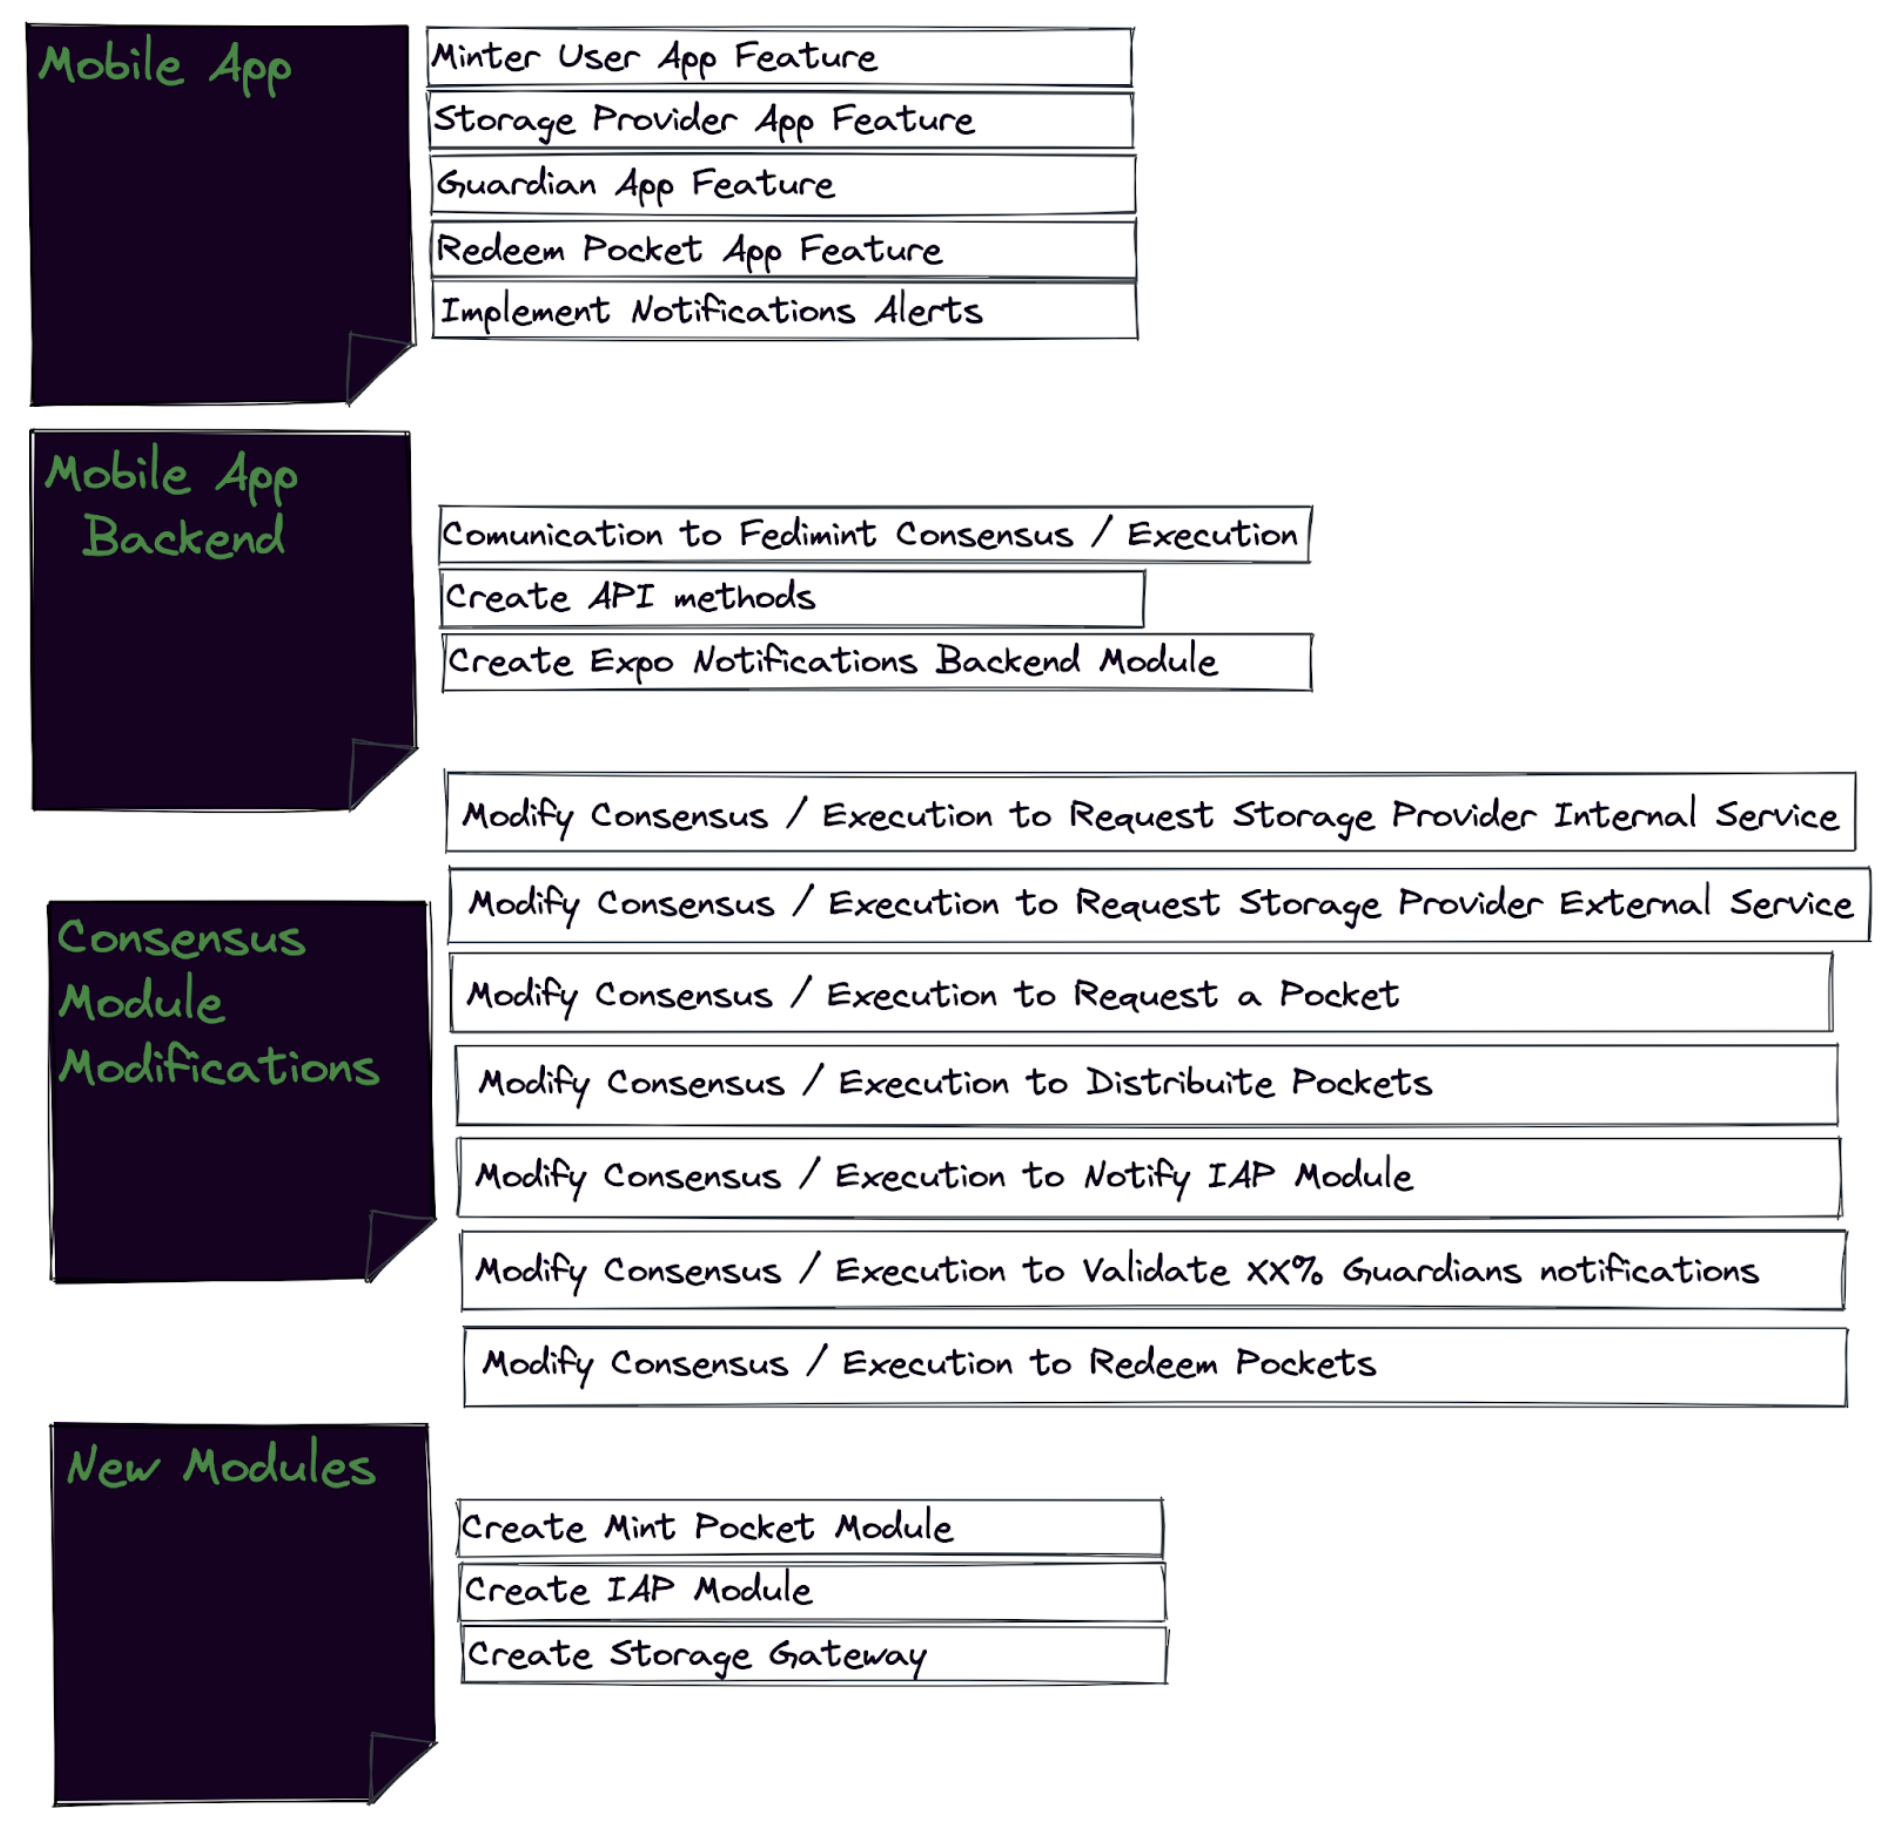 Mobile App
Minter User App Feature
Storage Provider App Feature
Guardian App Feature
Redeem Pocket App Feature
Implement Notifications Alerts
Mobile App
Backend
Comunication to Fedimint Consensus / Execution
Create API methods
Create Expo Notifications Backend Module
Consensus
Module
Modifications
Modify Consensus / Execution to Request Storage Provider Internal Service
Modify Consensus / Execution to Request Storage Provider External Service
Modify Consensus / Execution to Request a Pocket
Modify Consensus / Execution to Distribuite Pockets
Modify Consensus / Execution to Notify IAP Module
Modify Consensus / Execution to Validate XX% Guardians notifications
Modify Consensus / Execution to Redeem Pockets
New Modules
Create Mint Pocket Module
Create IAP Module
Create Storage Gateway